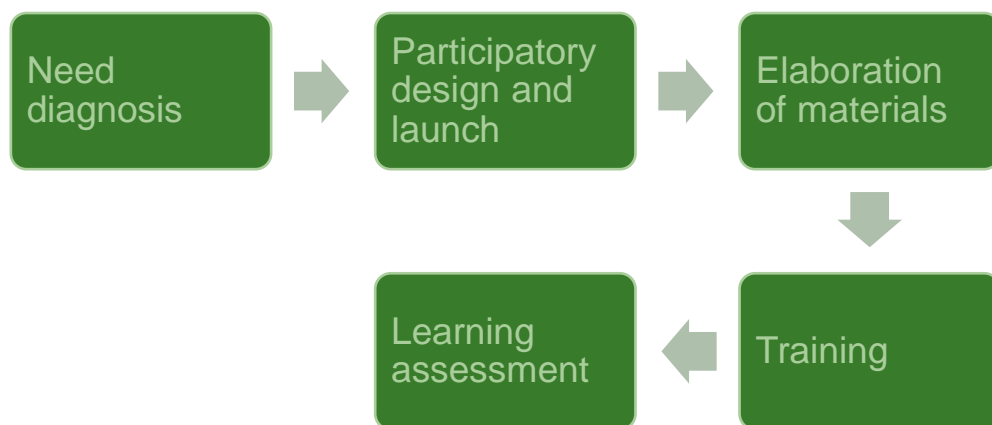 Need
diagnosis
Participatory
design and
launch
Elaboration
of materials
Training
Learning
assessment